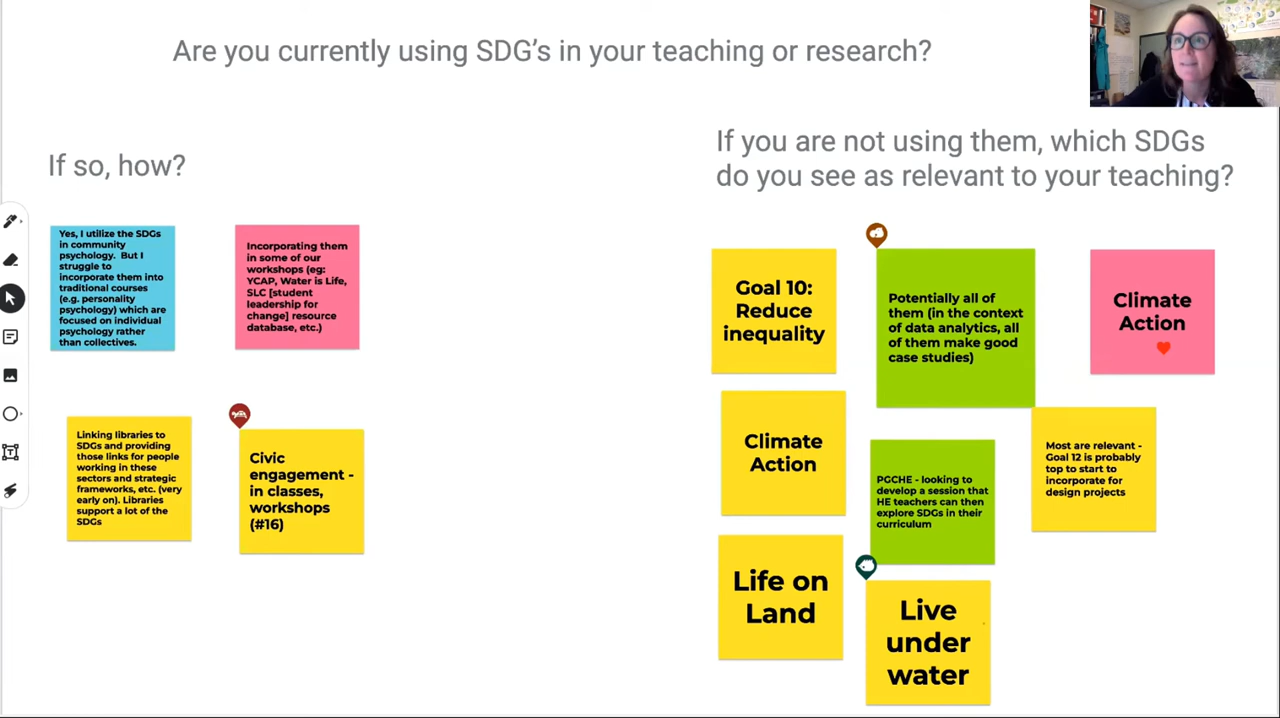 Are you currently using SDG's in your teaching or research?
If so, how?
If you are not using them, which SDGs
do you see as relevant to your teaching?
Yes, I utilize the SDGs
in community
psychology. But I
struggle to
incorporate them into
traditional courses
(e.g. personality
psychology) which are
focused on individual
psychology rather
than collectives.
Incorporating them
in some of our
workshops (eg:
YCAP, Water is Life,
SLC [student
leadership for
change] resource
database, etc.)
Linking libraries to
SDGs and providing
those links for people
working in these
sectors and strategic
frameworks, etc. (very
early on). Libraries
support a lot of the
SDGs
Civic
engagement -
in classes,
workshops
(#16)
Goal 10:
Reduce
inequality
Potentially all of
them (in the context
of data analytics, all
of them make good
case studies)
Climate
Action
Climate
Action
PGCHE - looking to
develop a session that
HE teachers can then
explore SDGs in their
curriculum
Most are relevant -
Goal 12 is probably
top to start to
incorporate for
design projects
Life on
Land
Live
under
water